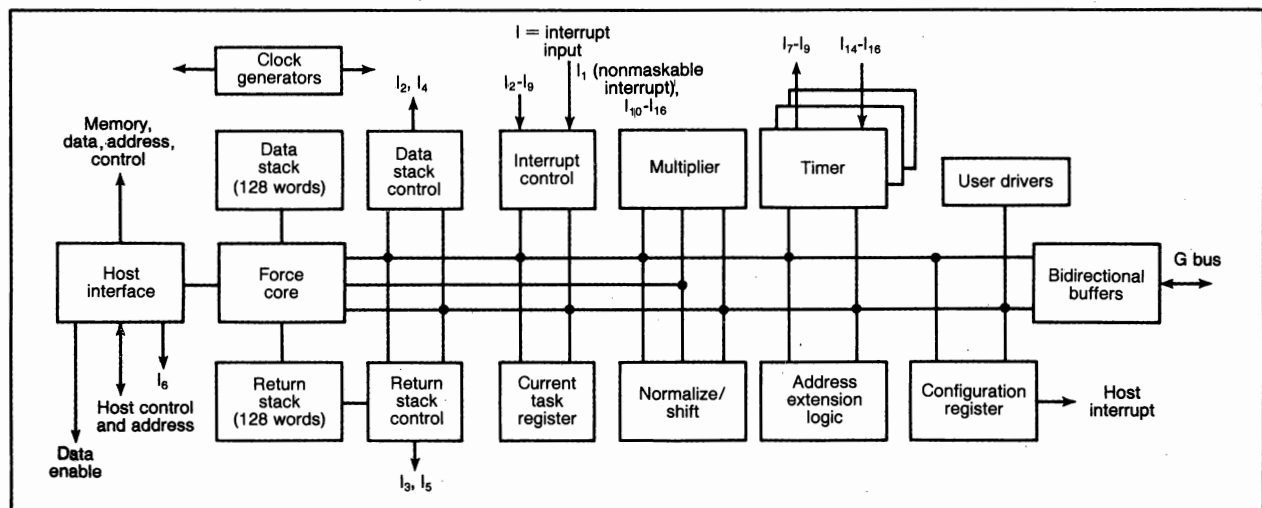 Clock
generators
I = interrupt
input
I₁ (nonmaskable
interrupt),
I₁₀-I₁₆
I₂, I₄
I₂-I₉
I₇-I₉
I₁₄-I₁₆
Memory,
data, address,
control
Data
stack
(128 words)
Data
stack
control
Interrupt
control
Multiplier
Timer
User drivers
Host
interface
Force
core
Bidirectional
buffers
G bus
I₆
Host control
and address
Data
enable
Return
stack
(128 words)
Return
stack
control
I₃, I₅
Current
task
register
Normalize/
shift
Address
extension
logic
Configuration
register
Host
interrupt